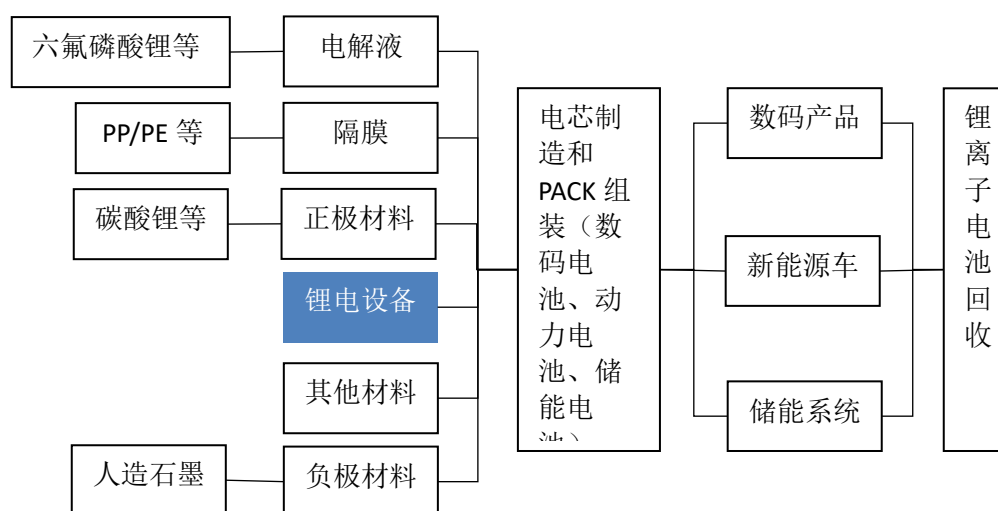 六氟磷酸锂等
电解液
PP/PE 等
隔膜
碳酸锂等
正极材料
锂电设备
其他材料
人造石墨
负极材料
电芯制
造和
PACK 组
装（数
码电
池、动
力电
池、储
能电
池）
数码产品
新能源车
储能系统
锂
离
子
电
池
回
收